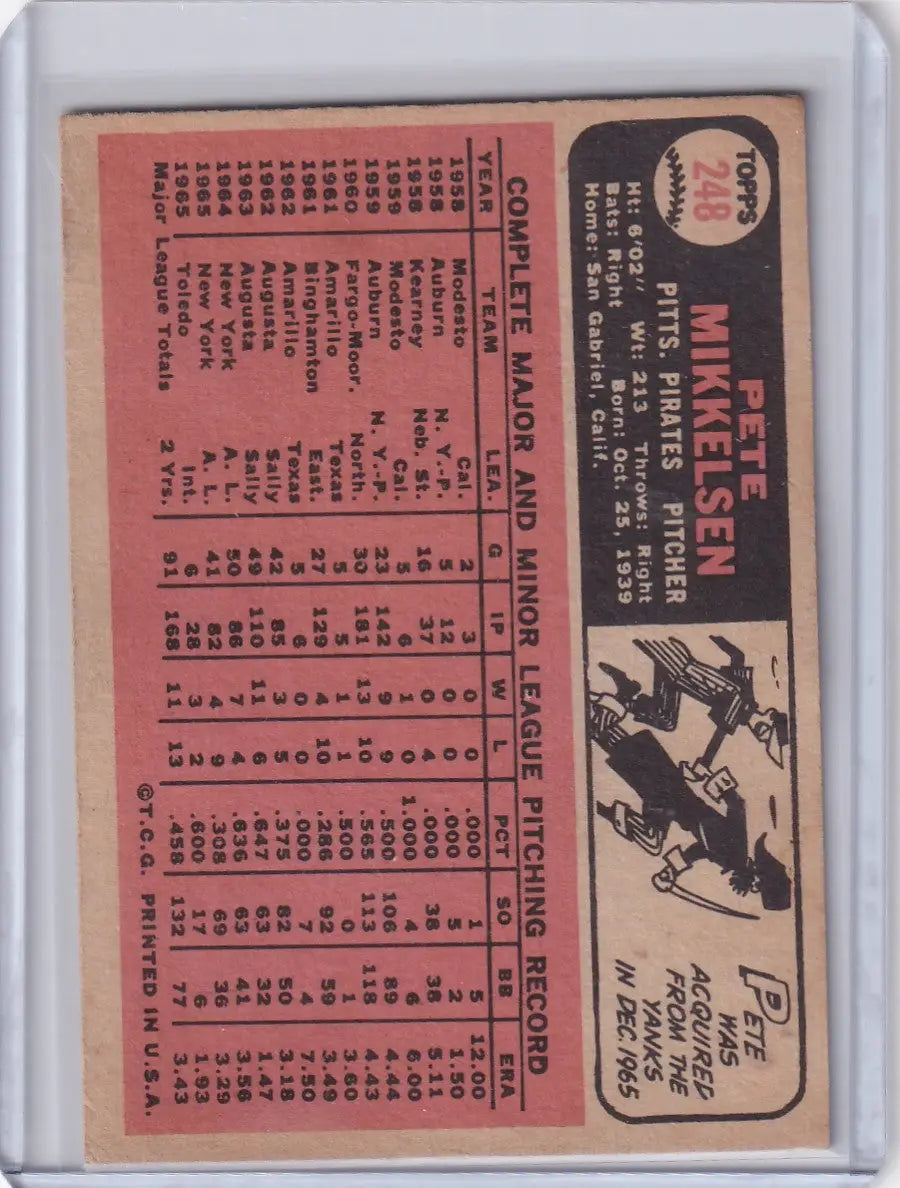 TOPPS
248
PETE
MIKKELSEN
PITTS. PIRATES PITCHER
Ht: 6'02" Wt: 213 Throws: Right
Bats: Right Born: Oct. 25, 1939
Home: San Gabriel, Calif.
PETE
WAS
ACQUIRED
FROM THE
YANKS
IN DEC. 1965
COMPLETE MAJOR AND MINOR LEAGUE PITCHING RECORD
YEAR TEAM LEA. G IP W L PCT SO BB ERA
1958 Modesto Cal. 2 3 0 0 .000 1 5 12.00
1958 Auburn N. Y.-P. 5 12 0 0 .000 5 2 1.50
1958 Kearney Neb. St. 16 37 0 4 .000 38 38 5.11
1959 Modesto Cal. 5 6 1 0 1.000 4 6 6.00
1959 Auburn N. Y.-P. 23 142 9 9 .500 106 89 4.44
1960 Fargo-Moor. North. 30 181 13 10 .565 113 118 4.43
1961 Amarillo Texas 5 5 1 1 .500 0 1 3.60
1961 Binghamton East. 27 129 4 10 .286 92 59 3.49
1962 Amarillo Texas 5 6 0 0 .000 7 4 7.50
1962 Augusta Sally 42 85 3 5 .375 82 50 3.18
1963 Augusta Sally 49 110 11 6 .647 63 32 1.47
1964 New York A. L. 50 86 7 4 .636 63 41 3.56
1965 New York A. L. 41 82 4 9 .308 69 36 3.29
1965 Toledo Int. 6 28 3 2 .600 17 6 1.93
Major League Totals 2 Yrs. 91 168 11 13 .458 132 77 3.43
©T.C.G. PRINTED IN U.S.A.